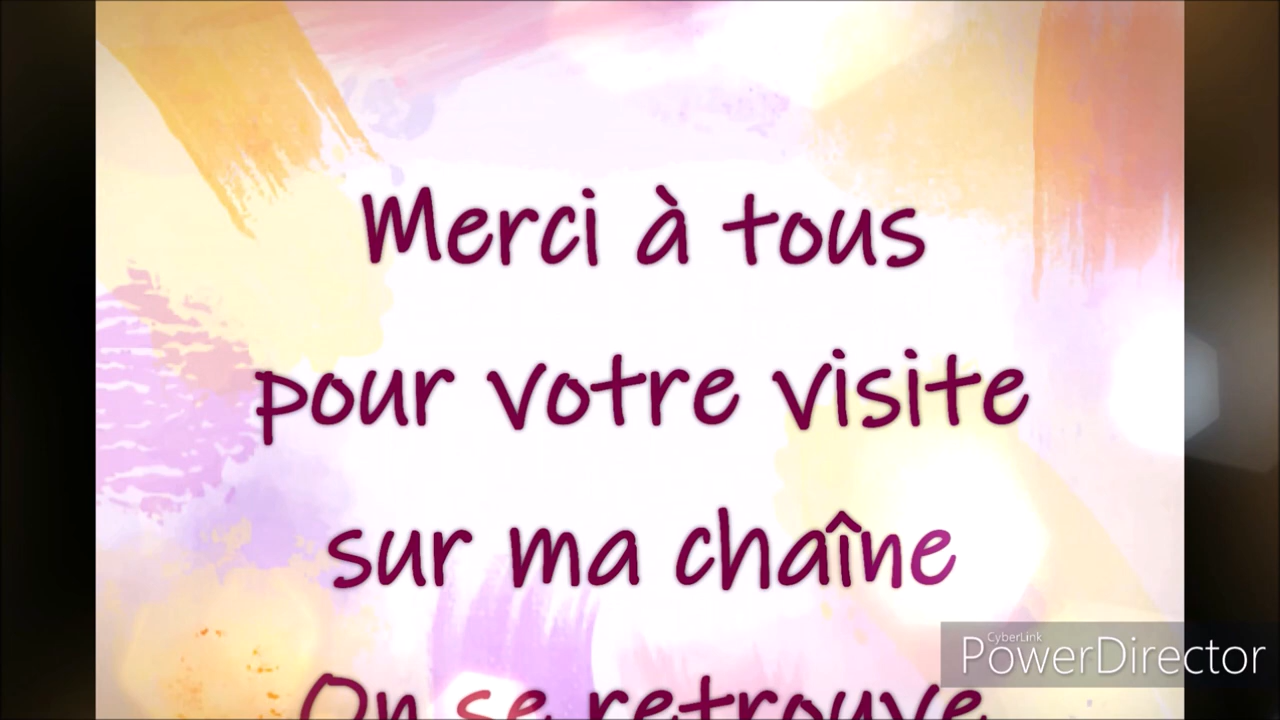 Merci à tous
pour votre visite
sur ma chaîne
On se retrouve
CyberLink
PowerDirector